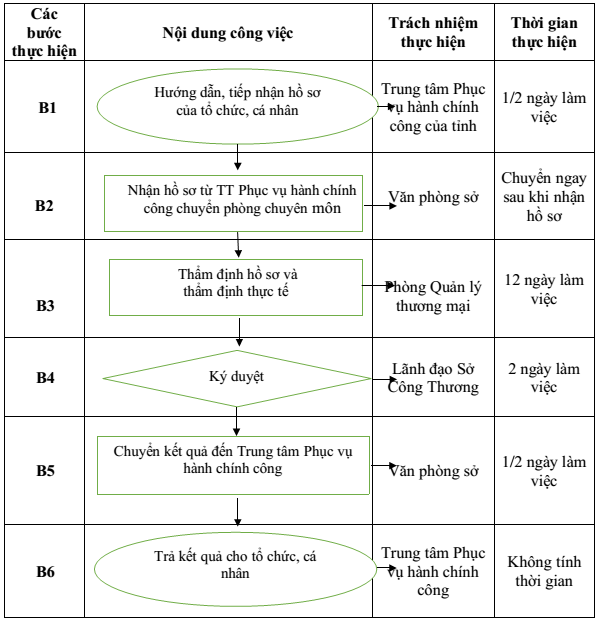 Các
bước
thực hiện
Nội dung công việc
Trách nhiệm
thực hiện
Thời gian
thực hiện
B1
Hướng dẫn, tiếp nhận hồ sơ
của tổ chức, cá nhân
Trung tâm Phục
vụ hành chính
công của tỉnh
1/2 ngày làm
việc
B2
Nhận hồ sơ từ TT Phục vụ hành chính
công chuyển phòng chuyên môn
Văn phòng sở
Chuyển ngay
sau khi nhận
hồ sơ
B3
Thẩm định hồ sơ và
thẩm định thực tế
Phòng Quản lý
thương mại
12 ngày làm
việc
B4
Ký duyệt
Lãnh đạo Sở
Công Thương
2 ngày làm
việc
B5
Chuyển kết quả đến Trung tâm Phục vụ
hành chính công
Văn phòng sở
1/2 ngày làm
việc
B6
Trả kết quả cho tổ chức, cá
nhân
Trung tâm Phục
vụ hành chính
công
Không tính
thời gian